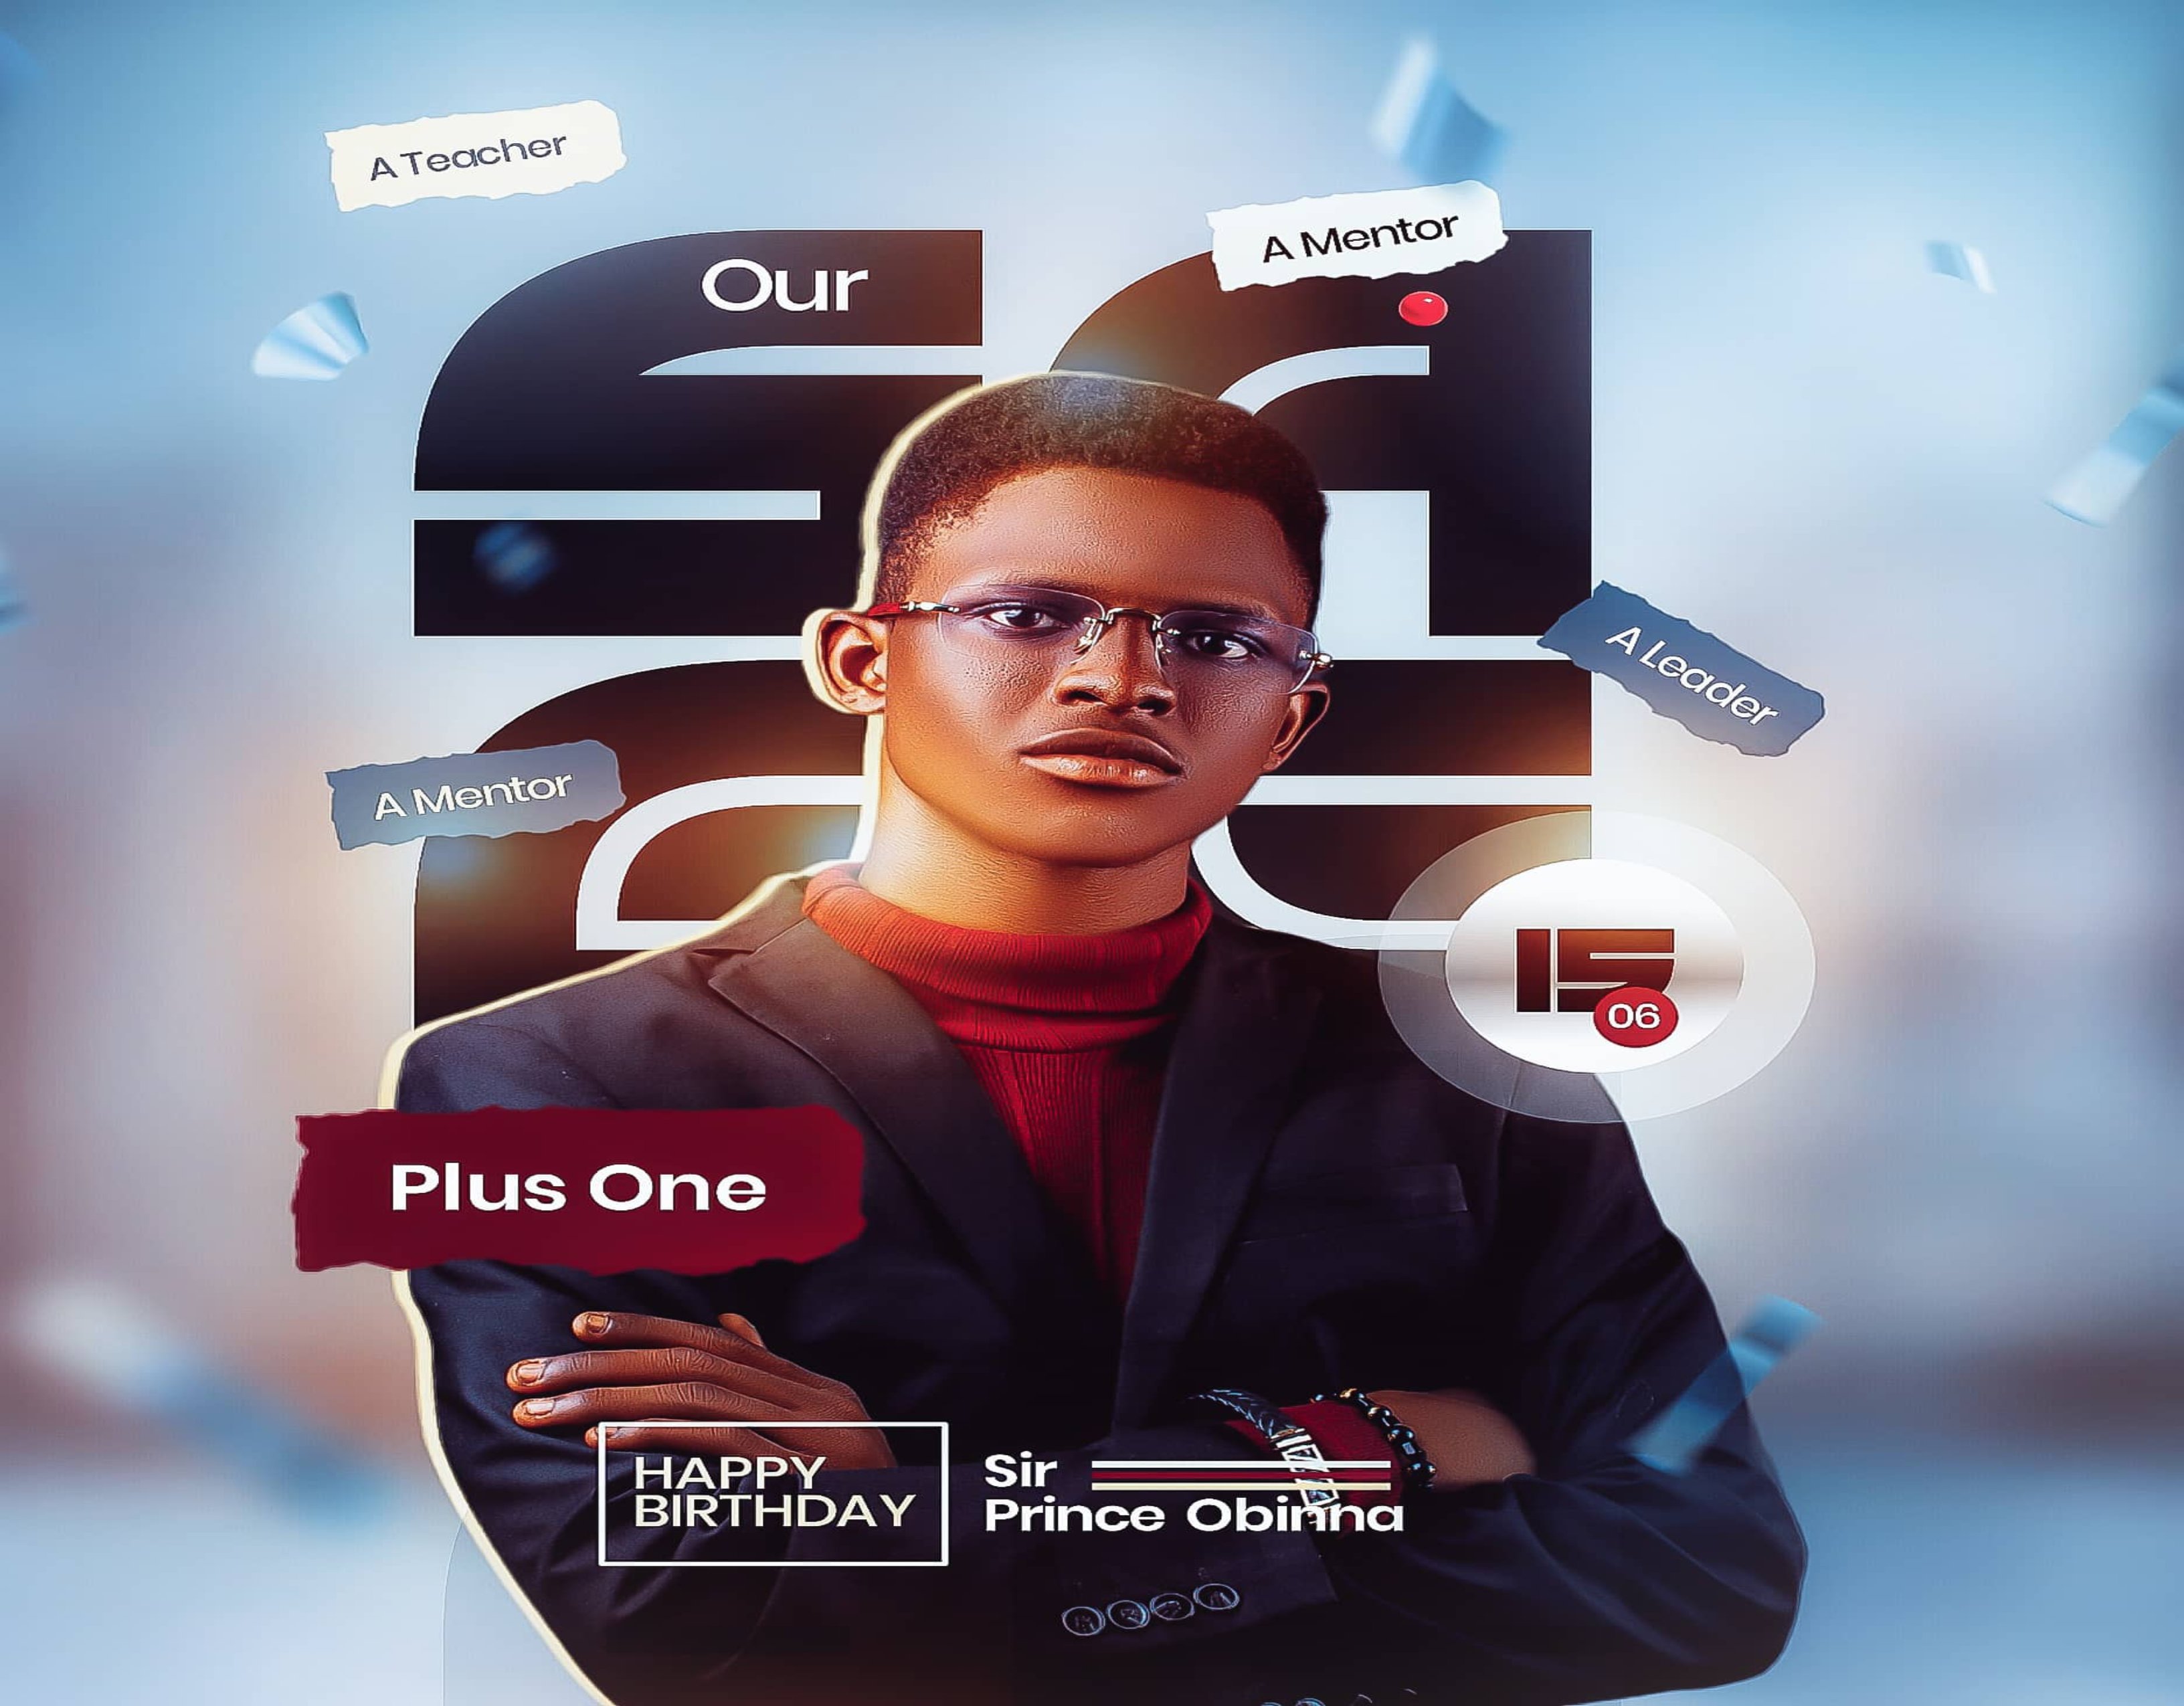 A Teacher
A Mentor
Our
A Leader
A Mentor
15
06
Plus One
HAPPY
BIRTHDAY
Sir
Prince Obinna